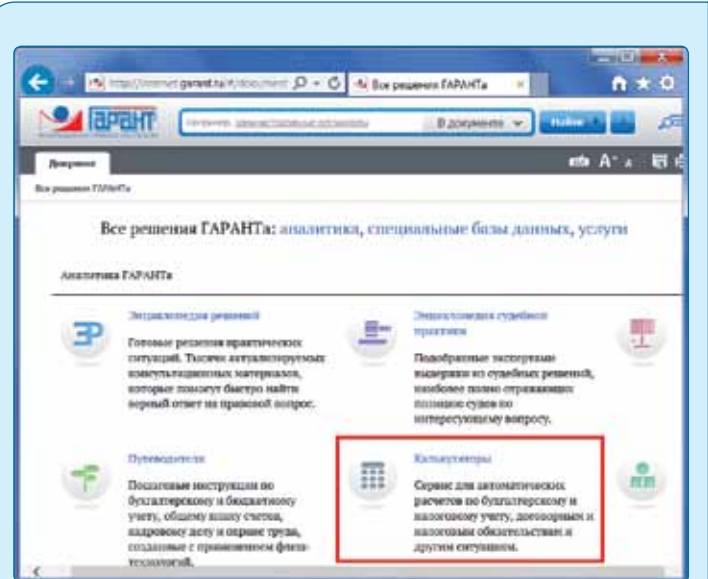 Все решения ГАРАНТа
ГАРАНТ
В документе
Найти
Документ
Все решения ГАРАНТа
Все решения ГАРАНТа: аналитика, специальные базы данных, услуги
Аналитика ГАРАНТа
Энциклопедия решений
Готовые решения практических
ситуаций. Тысячи актуализируемых
консультационных материалов,
которые помогут быстро найти
верный ответ на правовой вопрос.
Энциклопедия судебной
практики
Подобранные экспертами
выдержки из судебных решений,
наиболее полно отражающих
позицию судов по
интересующему вопросу.
Путеводители
Пошаговые инструкции по
бухгалтерскому и бюджетному
учету, общему плану счетов,
кадровому делу и охране труда,
созданные с применением флеш-
технологий.
Калькуляторы
Сервис для автоматических
расчетов по бухгалтерскому и
налоговому учету, договорным и
налоговым обязательствам и
другим ситуациям.